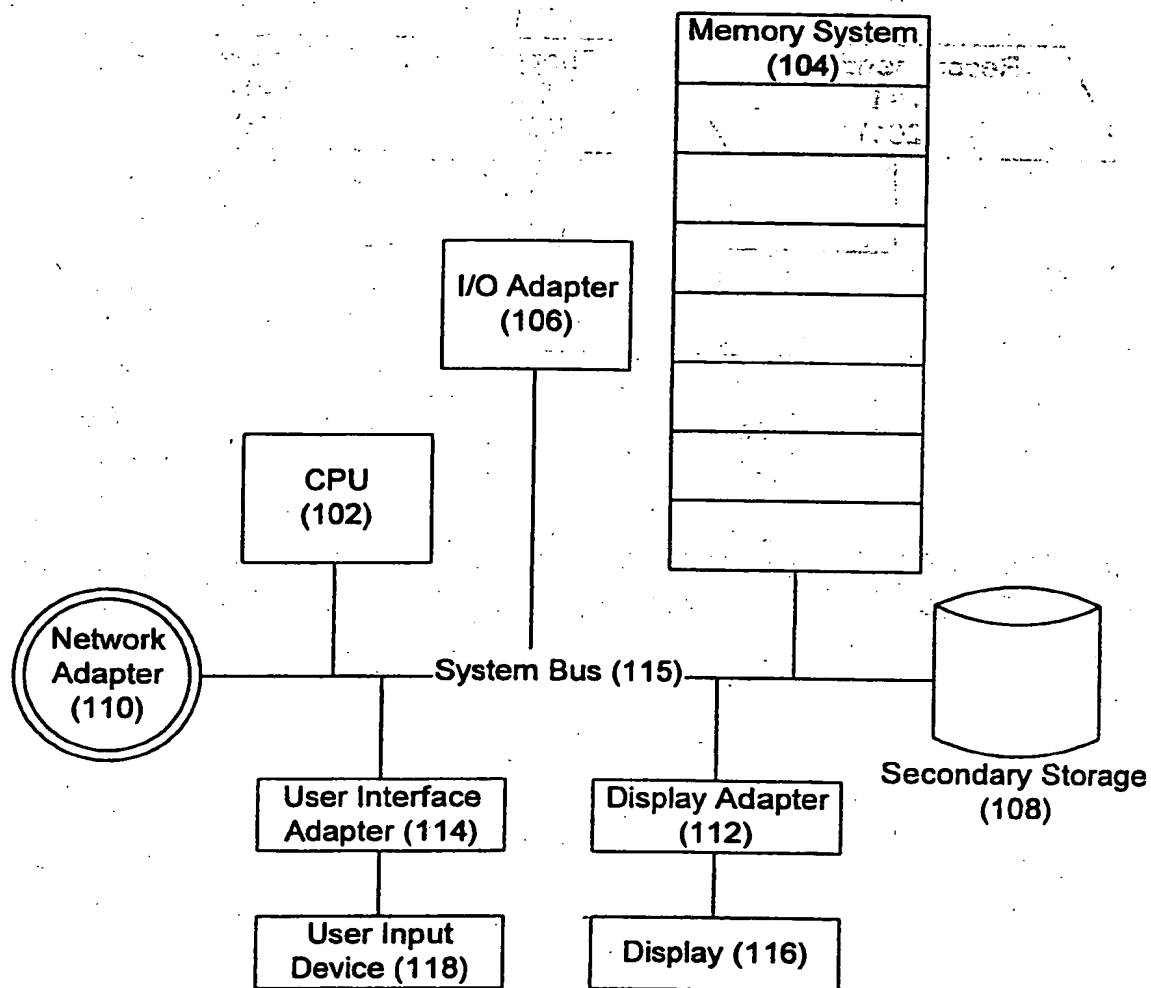 Memory System
(104)
I/O Adapter
(106)
CPU
(102)
Network
Adapter
(110)
System Bus (115)
Secondary Storage
(108)
User Interface
Adapter (114)
Display Adapter
(112)
User Input
Device (118)
Display (116)